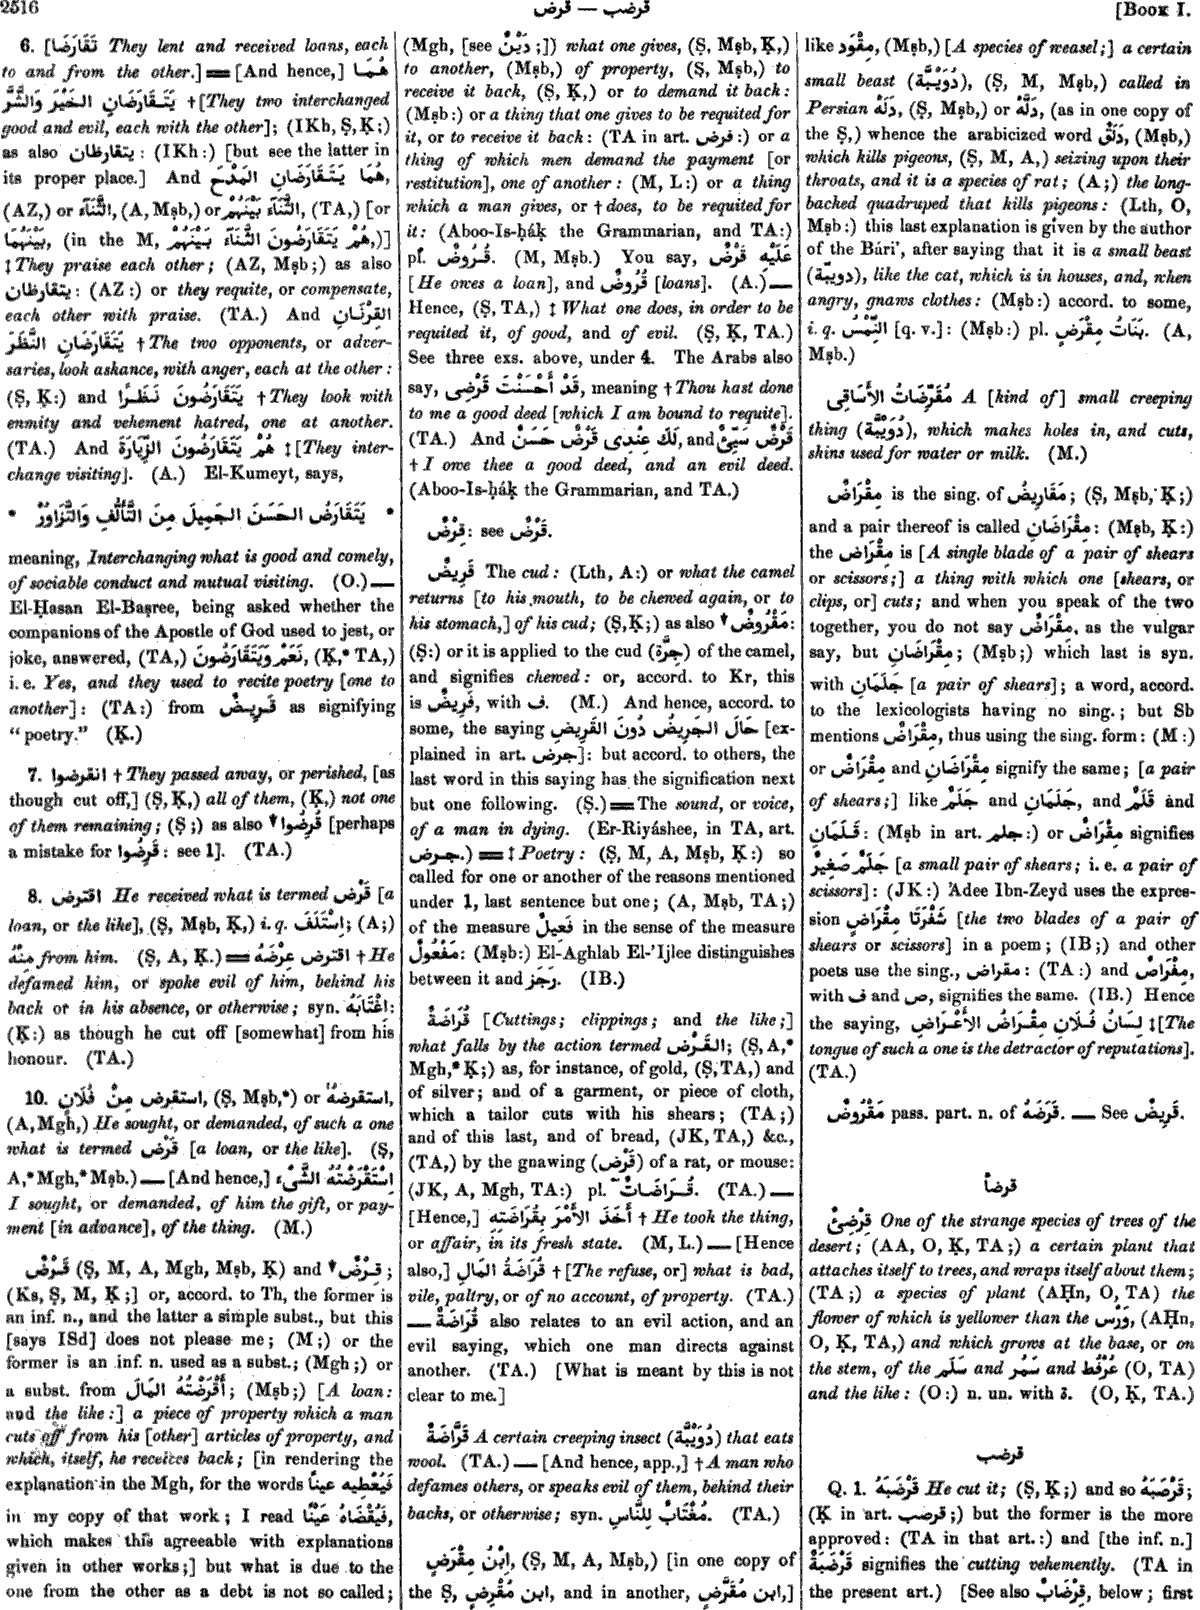 2516
قرضب — قرض
[Book I.
6. [تَقَارَضَا They lent and received loans, each
to and from the other.] ══ [And hence,] هُمَا
يَتَقَارَضَانِ الخَيْرَ وَالشَّرَّ † [They two interchanged
good and evil, each with the other]; (IKh, Ṣ, Ḳ;)
as also يتقارظان: (IKh:) [but see the latter in
its proper place.] And هُمَا يَتَقَارَضَانِ المَدْحَ,
(AZ,) or الثَّنَآءَ, (A, Mṣb,) or الثَّنَآءَ بَيْنَهُمْ, (TA,) [or
بَيْنَهُمَا, (in the M, هُمْ يَتَقَارَضُونَ الثَّنَآءَ بَيْنَهُمْ,)]
‡ They praise each other; (AZ, Mṣb;) as also
يتقارظان: (AZ:) or they requite, or compensate,
each other with praise. (TA.) And القِرْنَانِ
يَتَقَارَضَانِ النَّظَرَ † The two opponents, or adver-
saries, look askance, with anger, each at the other:
(Ṣ, Ḳ:) and يَتَقَارَضُونَ نَظَرًا † They look with
enmity and vehement hatred, one at another.
(TA.) And هُمْ يَتَقَارَضُونَ الزِّيَارَةَ ‡ [They inter-
change visiting]. (A.) El-Kumeyt, says,
* يَتَقَارَضُ الحَسَنَ الجَمِيلَ مِنَ التَّأَلُّفِ وَالتَّزَاوُرْ *
meaning, Interchanging what is good and comely,
of sociable conduct and mutual visiting. (O.) —
El-Ḥasan El-Baṣree, being asked whether the
companions of the Apostle of God used to jest, or
joke, answered, (TA,) نَعَمْ وَيَتَقَارَضُونَ, (Ḳ,* TA,)
i. e. Yes, and they used to recite poetry [one to
another]: (TA:) from قَرِيضٌ as signifying
“poetry.” (Ḳ.)
7. انقرضوا † They passed away, or perished, [as
though cut off,] (Ṣ, Ḳ,) all of them, (Ḳ,) not one
of them remaining; (Ṣ;) as also ▼ قُرِضُوا [perhaps
a mistake for قَرِضُوا: see 1]. (TA.)
8. اقترض He received what is termed قَرْض [a
loan, or the like], (Ṣ, Mṣb, Ḳ,) i. q. اِسْتَلَفَ; (A;)
مِنْهُ from him. (Ṣ, A, Ḳ.) ══ اقترض عِرْضَهُ † He
defamed him, or spoke evil of him, behind his
back or in his absence, or otherwise; syn. اِغْتَابَهُ:
(Ḳ:) as though he cut off [somewhat] from his
honour. (TA.)
10. استقرض مِنْ فُلَانٍ, (Ṣ, Mṣb,*) or استقرضهُ,
(A, Mgh,) He sought, or demanded, of such a one
what is termed قَرْض [a loan, or the like]. (Ṣ,
A,* Mgh,* Mṣb.) — [And hence,] اِسْتَقْرَضْتُهُ الشَّىْءَ
I sought, or demanded, of him the gift, or pay-
ment [in advance], of the thing. (M.)
قَرْضٌ (Ṣ, M, A, Mgh, Mṣb, Ḳ) and ▼ قِرْضٌ;
(Ks, Ṣ, M, Ḳ;] or, accord. to Th, the former is
an inf. n., and the latter a simple subst., but this
[says ISd] does not please me; (M;) or the
former is an inf. n. used as a subst.; (Mgh;) or
a subst. from أَقْرَضْتُهُ المَالَ; (Mṣb;) [A loan:
and the like:] a piece of property which a man
cuts off from his [other] articles of property, and
which, itself, he receives back; [in rendering the
explanation in the Mgh, for the words فَيُعْطِيهِ عَيْنًا
in my copy of that work; I read فَيُقْضَاهُ عَيْنًا,
which makes this agreeable with explanations
given in other works;] but what is due to the
one from the other as a debt is not so called;
(Mgh, [see دَيْنٌ;]) what one gives, (Ṣ, Mṣb, Ḳ,)
to another, (Mṣb,) of property, (Ṣ, Mṣb,) to
receive it back, (Ṣ, Ḳ,) or to demand it back:
(Mṣb:) or a thing that one gives to be requited for
it, or to receive it back: (TA in art. فرض:) or a
thing of which men demand the payment [or
restitution], one of another: (M, L:) or a thing
which a man gives, or † does, to be requited for
it: (Aboo-Is-ḥáḳ the Grammarian, and TA:)
pl. قُرُوضٌ. (M, Mṣb.) You say, عَلَيْهِ قَرْضٌ
[He owes a loan], and قُرُوضٌ [loans]. (A.) —
Hence, (Ṣ, TA,) ‡ What one does, in order to be
requited it, of good, and of evil. (Ṣ, Ḳ, TA.)
See three exs. above, under 4. The Arabs also
say, قَدْ أَحْسَنْتَ قَرْضِى, meaning † Thou hast done
to me a good deed [which I am bound to requite].
(TA.) And لَكَ عِنْدِى قَرْضٌ حَسَنٌ, and قَرْضٌ سَيِّئٌ
† I owe thee a good deed, and an evil deed.
(Aboo-Is-ḥáḳ the Grammarian, and TA.)
قِرْضٌ: see قَرْضٌ.
قَرِيضٌ The cud: (Lth, A:) or what the camel
returns [to his mouth, to be chewed again, or to
his stomach,] of his cud; (Ṣ, Ḳ;) as also ▼ مَقْرُوضٌ:
(Ṣ:) or it is applied to the cud (جِرَّة) of the camel,
and signifies chewed: or, accord. to Kr, this
is فَرِيضٌ, with ف. (M.) And hence, accord. to
some, the saying حَالَ الجَرِيضُ دُونَ القَرِيضِ [ex-
plained in art. جرض]: but accord. to others, the
last word in this saying has the signification next
but one following. (Ṣ.) ══ The sound, or voice,
of a man in dying. (Er-Riyáshee, in TA, art.
جرض.) ══ ‡ Poetry: (Ṣ, M, A, Mṣb, Ḳ:) so
called for one or another of the reasons mentioned
under 1, last sentence but one; (A, Mṣb, TA;)
of the measure فَعِيلٌ in the sense of the measure
مَفْعُولٌ: (Mṣb:) El-Aghlab El-’Ijlee distinguishes
between it and رَجَز. (IB.)
قُرَاضَةٌ [Cuttings; clippings; and the like;]
what falls by the action termed القَرْض; (Ṣ, A,*
Mgh,* Ḳ;) as, for instance, of gold, (Ṣ, TA,) and
of silver; and of a garment, or piece of cloth,
which a tailor cuts with his shears; (TA;)
and of this last, and of bread, (JK, TA,) &c.,
(TA,) by the gnawing (قَرْض) of a rat, or mouse:
(JK, A, Mgh, TA:) pl. قُرَاضَاتٌ. (TA.) —
[Hence,] أَخَذَ الأَمْرَ بِقُرَاضَتِهِ † He took the thing,
or affair, in its fresh state. (M, L.) — [Hence
also,] قُرَاضَةُ المَالِ † [The refuse, or] what is bad,
vile, paltry, or of no account, of property. (TA.)
— قُرَاضَةٌ also relates to an evil action, and an
evil saying, which one man directs against
another. (TA.) [What is meant by this is not
clear to me.]
قَرَّاضَةٌ A certain creeping insect (دُوَيْبَّة) that eats
wool. (TA.) — [And hence, app.,] † A man who
defames others, or speaks evil of them, behind their
backs, or otherwise; syn. مُغْتَابٌ لِلنَّاسِ. (TA.)
اِبْنُ مِقْرَضٍ, (Ṣ, M, A, Mṣb,) [in one copy of
the Ṣ, ابن مُقْرِضٍ, and in another, ابن مُقَرَّضٍ,]
like مِقْوَد, (Mṣb,) [A species of weasel;] a certain
small beast (دُوَيْبَّة), (Ṣ, M, Mṣb,) called in
Persian دَلَهْ, (Ṣ, Mṣb,) or دَلَّهْ, (as in one copy of
the Ṣ,) whence the arabicized word دَلَقٌ, (Mṣb,)
which kills pigeons, (Ṣ, M, A,) seizing upon their
throats, and it is a species of rat; (A;) the long-
backed quadruped that kills pigeons: (Lth, O,
Mṣb:) this last explanation is given by the author
of the Bári’, after saying that it is a small beast
(دويبّة), like the cat, which is in houses, and, when
angry, gnaws clothes: (Mṣb:) accord. to some,
i. q. النِّمْسُ [q. v.]: (Mṣb:) pl. بَنَاتُ مِقْرَضٍ. (A,
Mṣb.)
مُقَرِّضَاتُ الأَسَاقِى A [kind of] small creeping
thing (دُوَيْبَّة), which makes holes in, and cuts,
skins used for water or milk. (M.)
مِقْرَاضٌ is the sing. of مَقَارِيضُ; (Ṣ, Mṣb, Ḳ;)
and a pair thereof is called مِقْرَاضَانِ: (Mṣb, Ḳ:)
the مقراض is [A single blade of a pair of shears
or scissors;] a thing with which one [shears, or
clips, or] cuts; and when you speak of the two
together, you do not say مِقْرَاضٌ, as the vulgar
say, but مِقْرَاضَانِ; (Mṣb;) which last is syn.
with جَلَمَانِ [a pair of shears]; a word, accord.
to the lexicologists having no sing.; but Sb
mentions مِقْرَاضٌ, thus using the sing. form: (M:)
or مِقْرَاضٌ and مِقْرَاضَانِ signify the same; [a pair
of shears;] like جَلَمٌ and جَلَمَانِ, and قَلَمٌ and
قَلَمَانِ: (Mṣb in art. جلم:) or مِقْرَاضٌ signifies
جَلَمٌ صَغِيرٌ [a small pair of shears; i. e. a pair of
scissors]: (JK:) ’Adee Ibn-Zeyd uses the expres-
sion شَفْرَتَا مِقْرَاضٍ [the two blades of a pair of
shears or scissors] in a poem; (IB;) and other
poets use the sing., مقراض: (TA:) and مِفْرَاصٌ,
with ف and ص, signifies the same. (IB.) Hence
the saying, لِسَانُ فُلَانٍ مِقْرَاضُ الأَعْرَاضِ ‡ [The
tongue of such a one is the detractor of reputations].
(TA.)
مَقْرُوضٌ pass. part. n. of قَرَضَهُ. — See قَرِيضٌ.
قرضأ
قِرْضِئٌ One of the strange species of trees of the
desert; (AA, O, Ḳ, TA;) a certain plant that
attaches itself to trees, and wraps itself about them;
(TA;) a species of plant (AḤn, O, TA) the
flower of which is yellower than the وَرْس, (AḤn,
O, Ḳ, TA,) and which grows at the base, or on
the stem, of the سَلَم and سَمُر and عُرْفُط (O, TA)
and the like: (O:) n. un. with ة. (O, Ḳ, TA.)
قرضب
Q. 1. قَرْضَبَهُ He cut it; (Ṣ, Ḳ;) and so قَرْصَبَهُ;
(Ḳ in art. قرصب;) but the former is the more
approved: (TA in that art.:) and [the inf. n.]
قَرْضَبَةٌ signifies the cutting vehemently. (TA in
the present art.) [See also قِرْضَابٌ, below; first